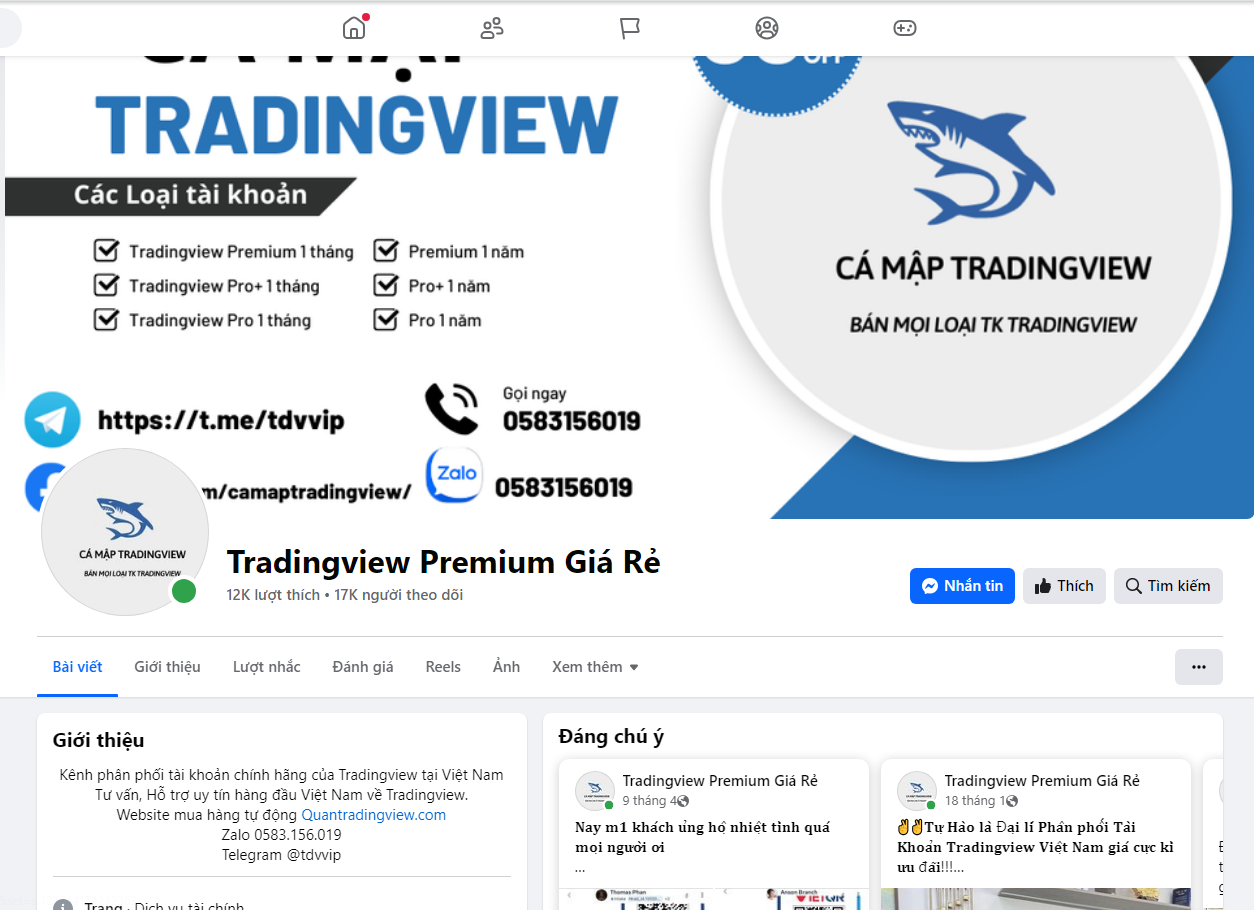 CÁ MẬP
TRADINGVIEW
OFF
Các Loại tài khoản
Tradingview Premium 1 tháng
Premium 1 năm
Tradingview Pro+ 1 tháng
Pro+ 1 năm
Tradingview Pro 1 tháng
Pro 1 năm
CÁ MẬP TRADINGVIEW
BÁN MỌI LOẠI TK TRADINGVIEW
https://t.me/tdvvip
Gọi ngay
0583156019
m/camaptradingview/
Zalo
0583156019
CÁ MẬP TRADINGVIEW
BÁN MỌI LOẠI TK TRADINGVIEW
Tradingview Premium Giá Rẻ
12K lượt thích • 17K người theo dõi
Nhắn tin
Thích
Tìm kiếm
Bài viết
Giới thiệu
Lượt nhắc
Đánh giá
Reels
Ảnh
Xem thêm
Giới thiệu
Kênh phân phối tài khoản chính hãng của Tradingview tại Việt Nam
Tư vấn, Hỗ trợ uy tín hàng đầu Việt Nam về Tradingview.
Website mua hàng tự động Quantradingview.com
Zalo 0583.156.019
Telegram @tdvvip
Trang · Dịch vụ tài chính
Đáng chú ý
Tradingview Premium Giá Rẻ
9 tháng 4
Nay m1 khách ủng hộ nhiệt tình quá
mọi người ơi
...
Thomas Phan
Anson Branch
VIETQR
Tradingview Premium Giá Rẻ
18 tháng 1
✌✌Tự Hào là Đại lí Phân phối Tài
Khoản Tradingview Việt Nam giá cực kì
ưu đãi!!!...